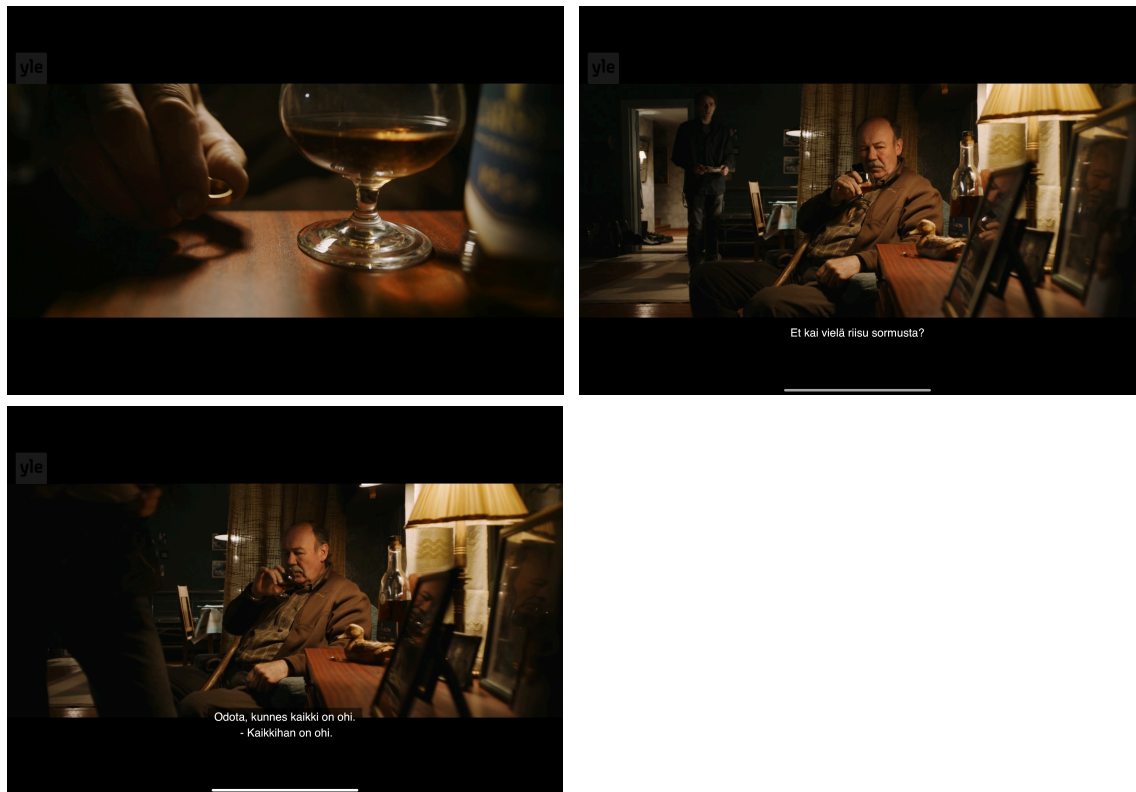 yle
yle
Et kai vielä riisu sormusta?
yle
Odota, kunnes kaikki on ohi.
- Kaikkihan on ohi.